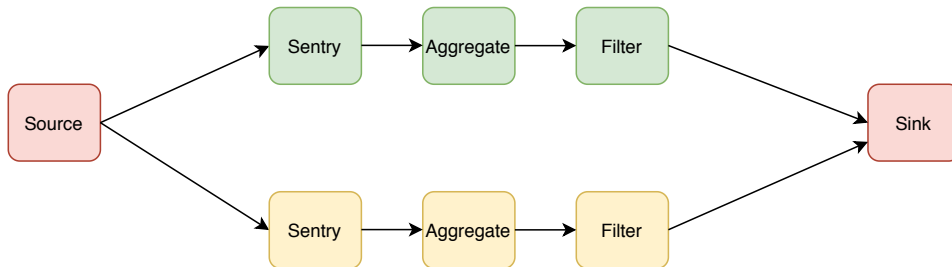 Sentry
Aggregate
Filter
Source
Sink
Sentry
Aggregate
Filter